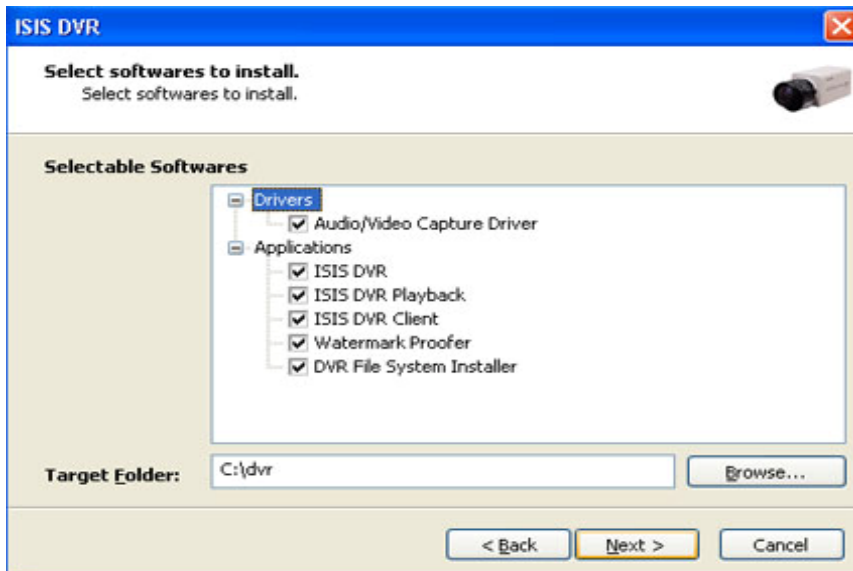 ISIS DVR
Select softwares to install.
Select softwares to install.
Selectable Softwares
Drivers
Audio/Video Capture Driver
Applications
ISIS DVR
ISIS DVR Playback
ISIS DVR Client
Watermark Proofer
DVR File System Installer
Target Folder: C:\dvr Browse...
< Back Next > Cancel